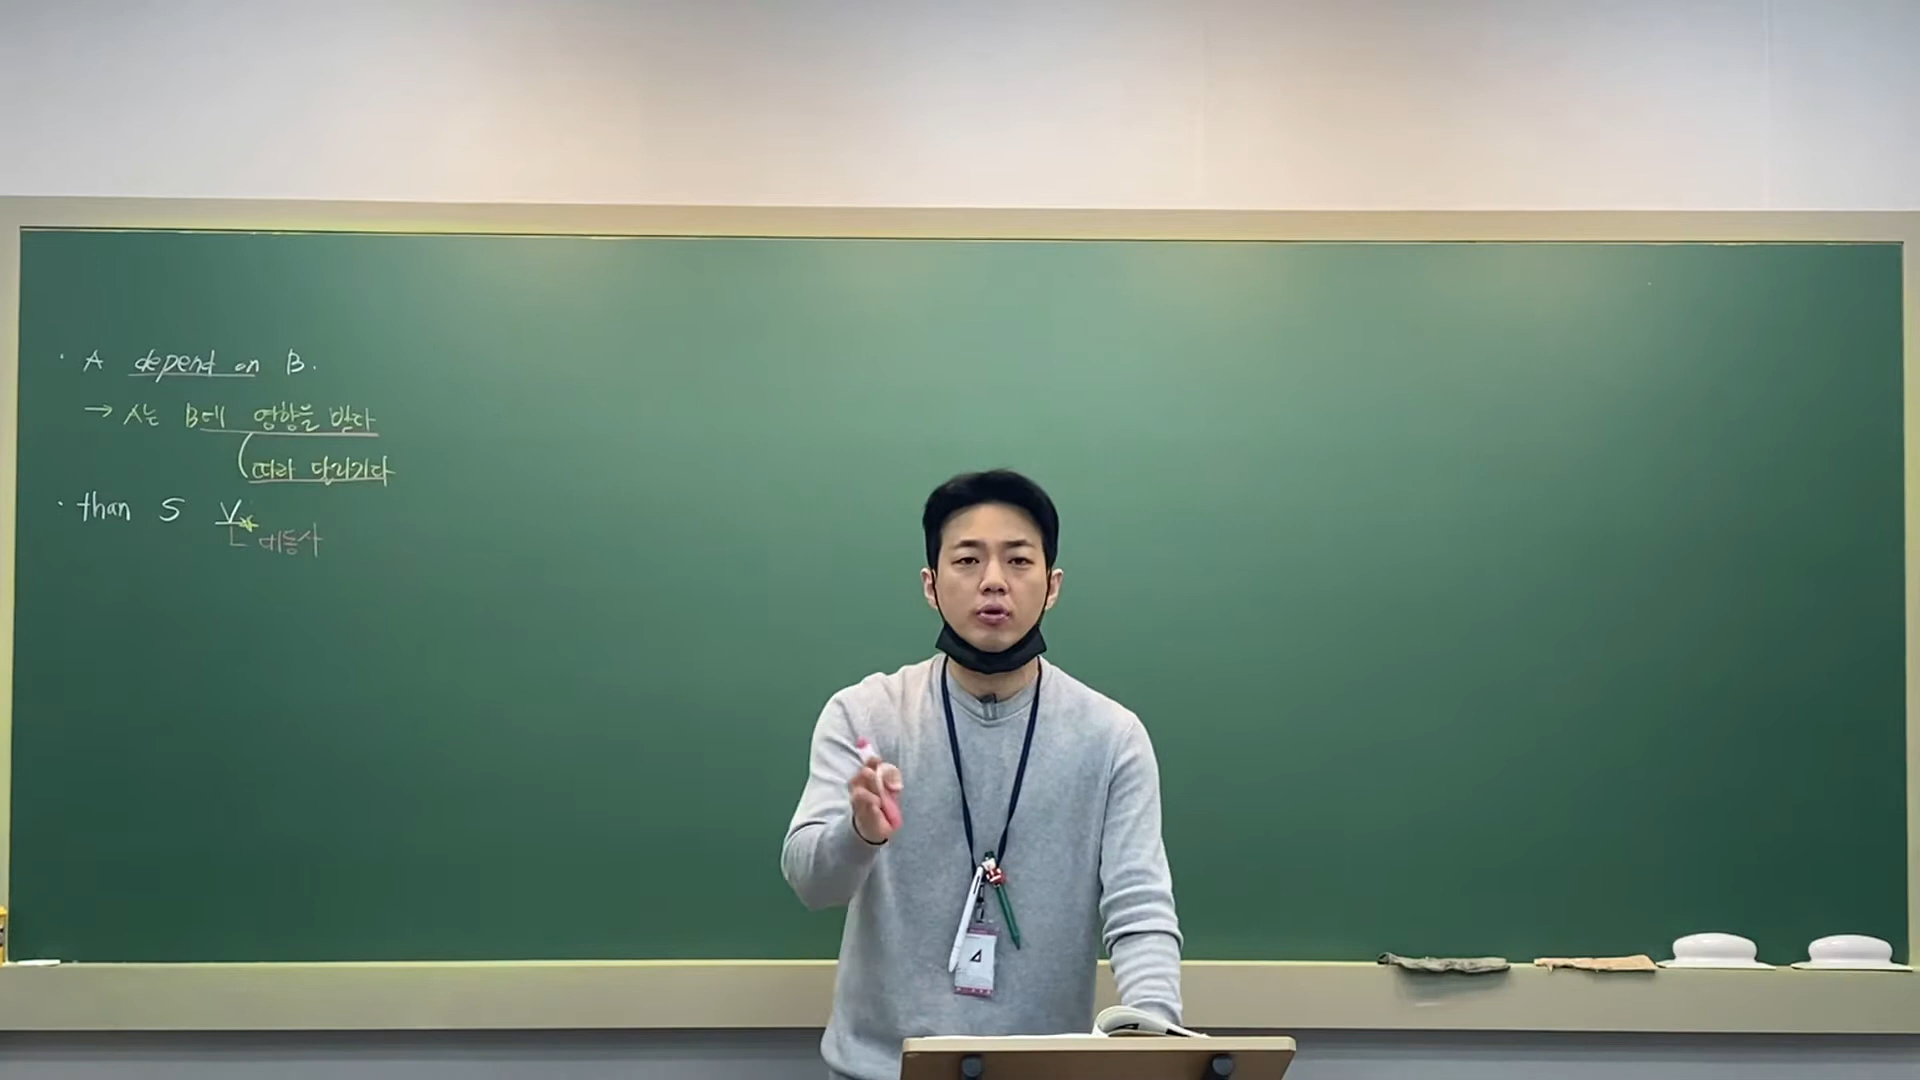 · A depend on B.
→ A는 B에 영향을 받다
(따라 달라지다
· than S V
대동사